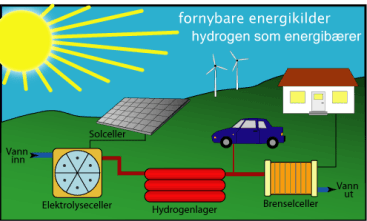 fornybare energikilder
hydrogen som energibærer
Solceller
Vann
inn
Elektrolyseceller
Hydrogenlager
Brenselceller
Vann
ut